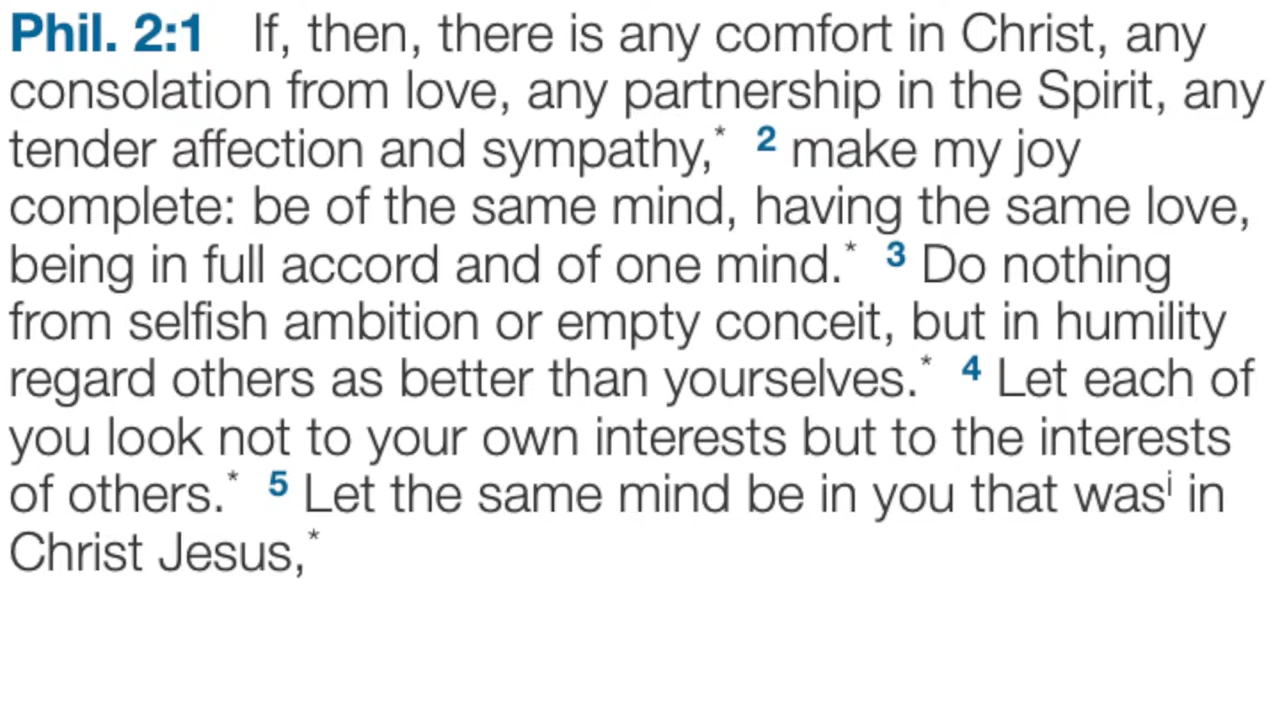 Phil. 2:1 If, then, there is any comfort in Christ, any
consolation from love, any partnership in the Spirit, any
tender affection and sympathy,* 2 make my joy
complete: be of the same mind, having the same love,
being in full accord and of one mind.* 3 Do nothing
from selfish ambition or empty conceit, but in humility
regard others as better than yourselves.* 4 Let each of
you look not to your own interests but to the interests
of others.* 5 Let the same mind be in you that wasⁱ in
Christ Jesus,*